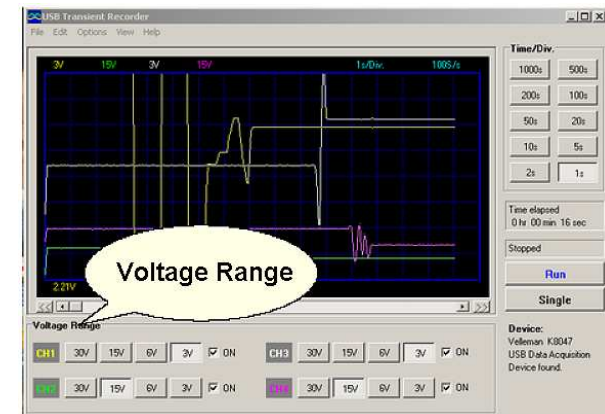 USB Transient Recorder
File Edit Options View Help
3V 15V 3V 15V 1s/Div. 100S/s
2.21V
Voltage Range
Time/Div.
1000s 500s
200s 100s
50s 20s
10s 5s
2s 1s
Time elapsed
0 hr 00 min 16 sec
Stopped
Run
Single
Voltage Range
CH1 30V 15V 6V 3V ON
CH3 30V 15V 6V 3V ON
CH2 30V 15V 6V 3V ON
CH4 30V 15V 6V 3V ON
Device:
Velleman K8047
USB Data Acquisition
Device found.